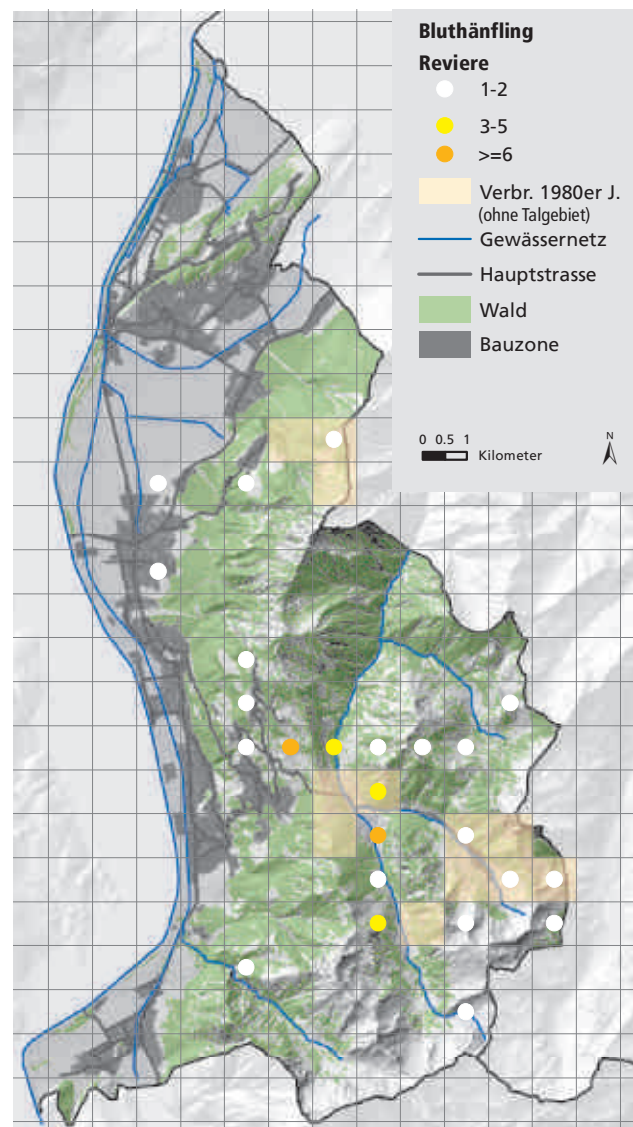 Bluthänfling
Reviere
1-2
3-5
>=6
Verbr. 1980er J.
(ohne Talgebiet)
Gewässernetz
Hauptstrasse
Wald
Bauzone
0 0.5 1 Kilometer
N